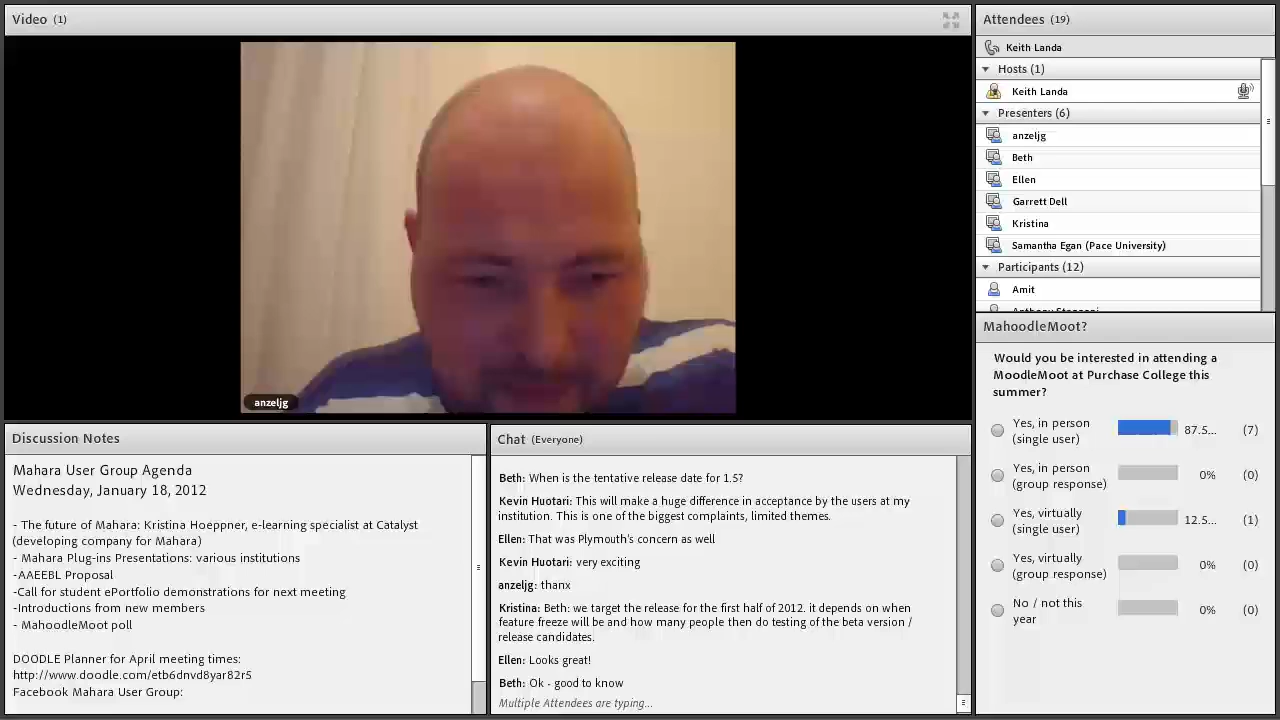 Video (1)
anzeljg
Attendees (19)
Keith Landa
Hosts (1)
Keith Landa
Presenters (6)
anzeljg
Beth
Ellen
Garrett Dell
Kristina
Samantha Egan (Pace University)
Participants (12)
Amit
Discussion Notes
Mahara User Group Agenda
Wednesday, January 18, 2012
- The future of Mahara: Kristina Hoeppner, e-learning specialist at Catalyst
(developing company for Mahara)
- Mahara Plug-ins Presentations: various institutions
-AAEEBL Proposal
-Call for student ePortfolio demonstrations for next meeting
-Introductions from new members
- MahoodleMoot poll
DOODLE Planner for April meeting times:
http://www.doodle.com/etb6dnvd8yar82r5
Facebook Mahara User Group:
Chat (Everyone)
Beth: When is the tentative release date for 1.5?
Kevin Huotari: This will make a huge difference in acceptance by the users at my
institution. This is one of the biggest complaints, limited themes.
Ellen: That was Plymouth's concern as well
Kevin Huotari: very exciting
anzeljg: thanx
Kristina: Beth: we target the release for the first half of 2012. it depends on when
feature freeze will be and how many people then do testing of the beta version /
release candidates.
Ellen: Looks great!
Beth: Ok - good to know
Multiple Attendees are typing...
MahoodleMoot?
Would you be interested in attending a
MoodleMoot at Purchase College this
summer?
Yes, in person
(single user) 87.5... (7)
Yes, in person
(group response) 0% (0)
Yes, virtually
(single user) 12.5... (1)
Yes, virtually
(group response) 0% (0)
No / not this
year 0% (0)